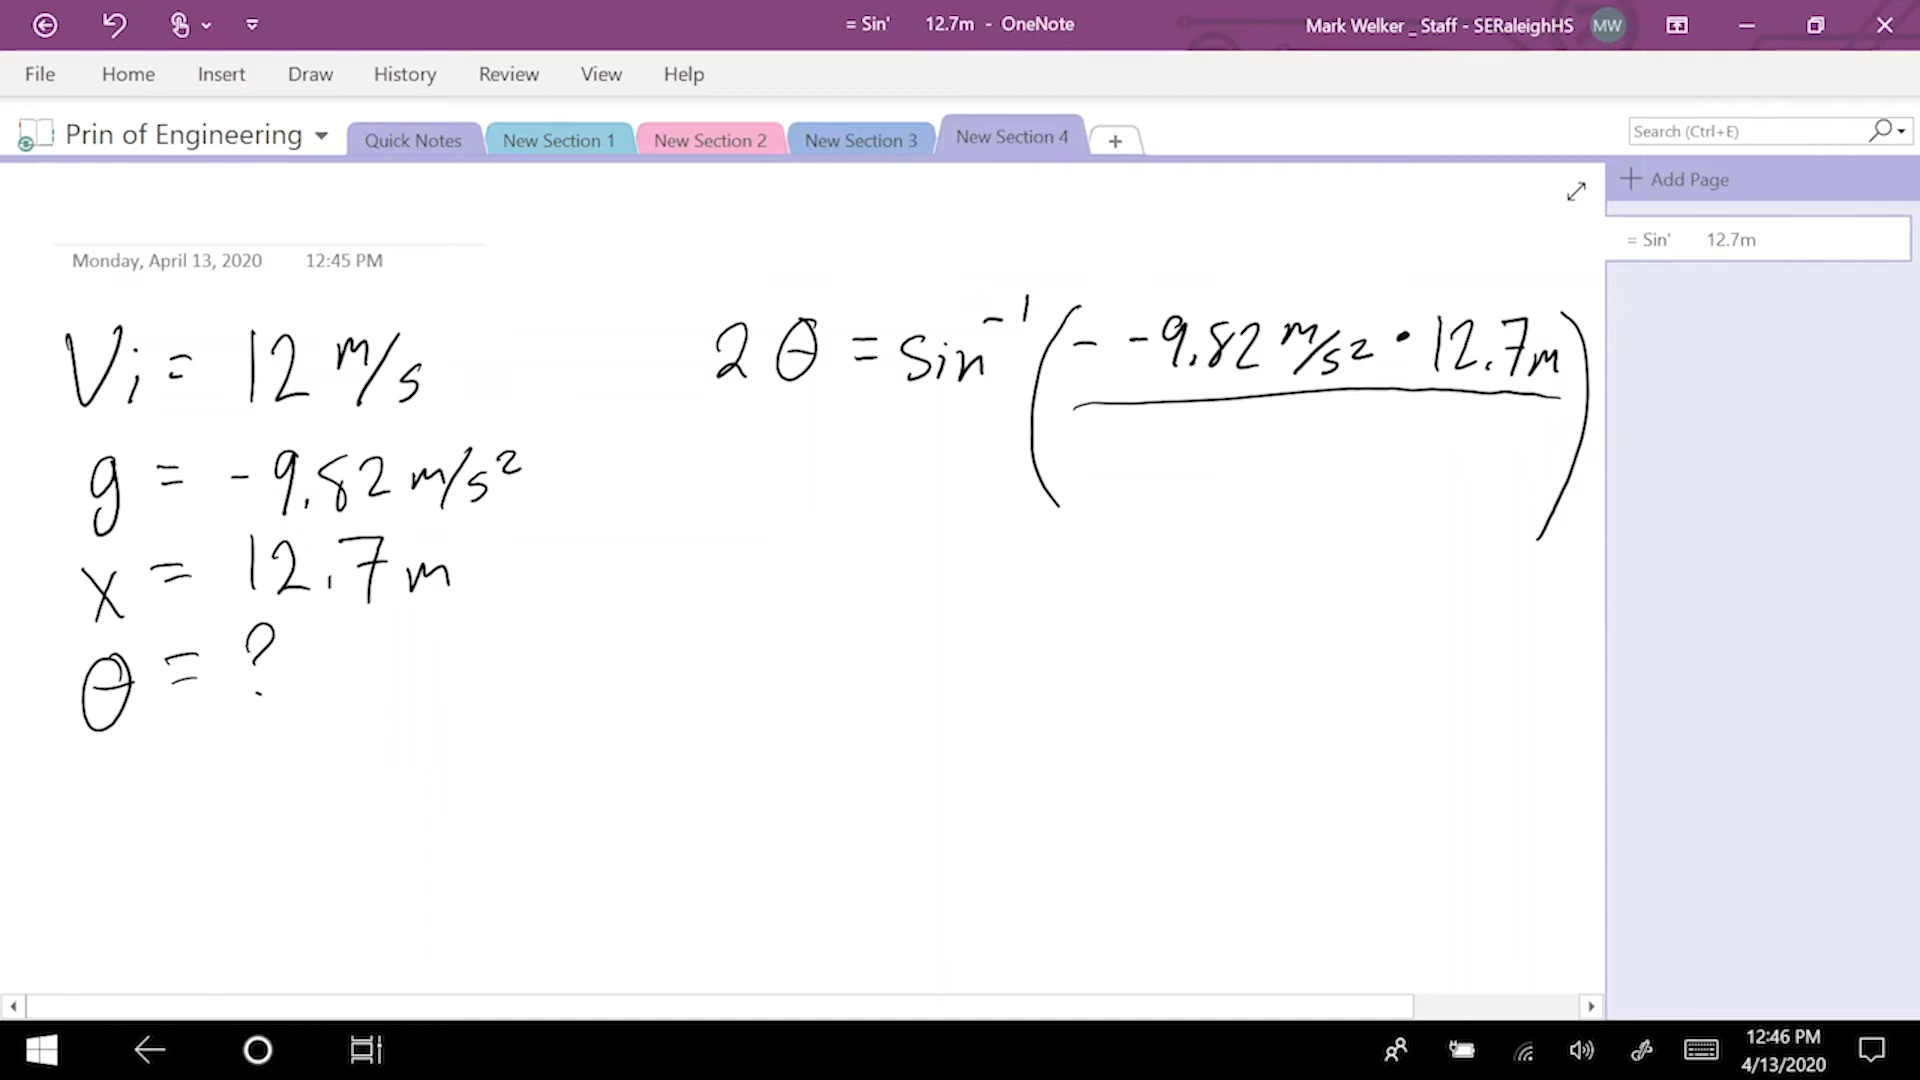 = Sin' 12.7m - OneNote
Mark Welker _ Staff - SERaleighHS MW
File Home Insert Draw History Review View Help
Prin of Engineering Quick Notes New Section 1 New Section 2 New Section 3 New Section 4 +
Search (Ctrl+E)
+ Add Page
= Sin' 12.7m
Monday, April 13, 2020 12:45 PM
Vi = 12 m/s
g = -9.82 m/s²
x = 12.7 m
θ = ?
2 θ = sin⁻¹ (- -9.82 m/s² • 12.7m)
12:46 PM
4/13/2020